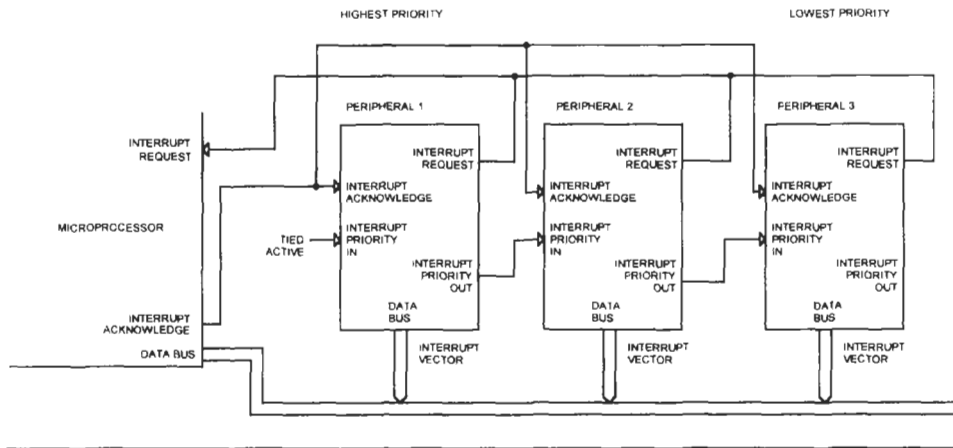 HIGHEST PRIORITY
LOWEST PRIORITY
PERIPHERAL 1
PERIPHERAL 2
PERIPHERAL 3
INTERRUPT
REQUEST
INTERRUPT
REQUEST
INTERRUPT
REQUEST
INTERRUPT
REQUEST
INTERRUPT
ACKNOWLEDGE
INTERRUPT
ACKNOWLEDGE
INTERRUPT
ACKNOWLEDGE
MICROPROCESSOR
TIED
ACTIVE
INTERRUPT
PRIORITY
IN
INTERRUPT
PRIORITY
IN
INTERRUPT
PRIORITY
IN
INTERRUPT
PRIORITY
OUT
INTERRUPT
PRIORITY
OUT
INTERRUPT
PRIORITY
OUT
INTERRUPT
ACKNOWLEDGE
DATA BUS
DATA
BUS
DATA
BUS
DATA
BUS
INTERRUPT
VECTOR
INTERRUPT
VECTOR
INTERRUPT
VECTOR